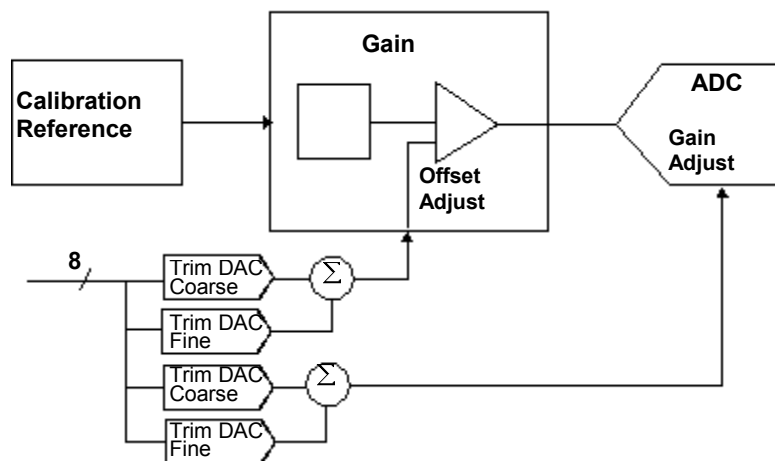 Gain
Calibration
Reference
ADC
Gain
Adjust
Offset
Adjust
8
Trim DAC
Coarse
Σ
Trim DAC
Fine
Trim DAC
Coarse
Σ
Trim DAC
Fine